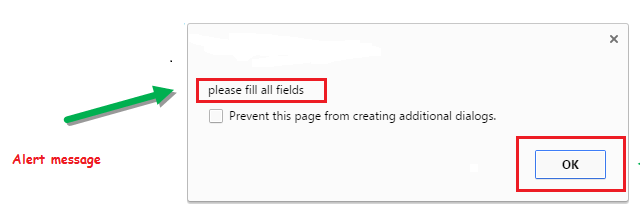 please fill all fields
Prevent this page from creating additional dialogs.
Alert message
OK